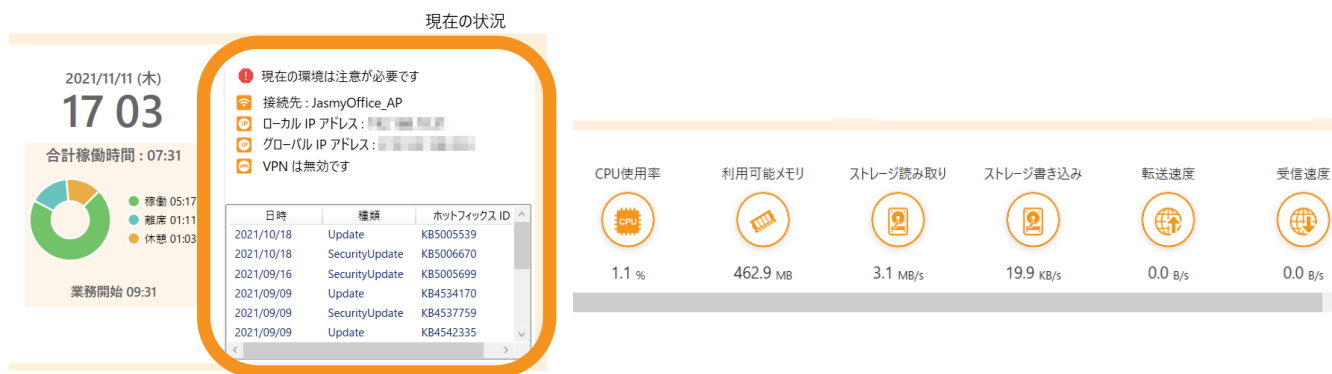 現在の状況
2021/11/11 (木)
17 03
合計稼働時間 : 07:31
稼働 05:17
離席 01:11
休憩 01:03
業務開始 09:31
現在の環境は注意が必要です
接続先 : JasmyOffice_AP
IP ローカル IP アドレス :
IP グローバル IP アドレス :
VPN は無効です
日時 種類 ホットフィックス ID
2021/10/18 Update KB5005539
2021/10/18 SecurityUpdate KB5006670
2021/09/16 SecurityUpdate KB5005699
2021/09/09 Update KB4534170
2021/09/09 SecurityUpdate KB4537759
2021/09/09 Update KB4542335
CPU使用率 利用可能メモリ ストレージ読み取り ストレージ書き込み 転送速度 受信速度
CPU
1.1 % 462.9 MB 3.1 MB/s 19.9 KB/s 0.0 B/s 0.0 B/s